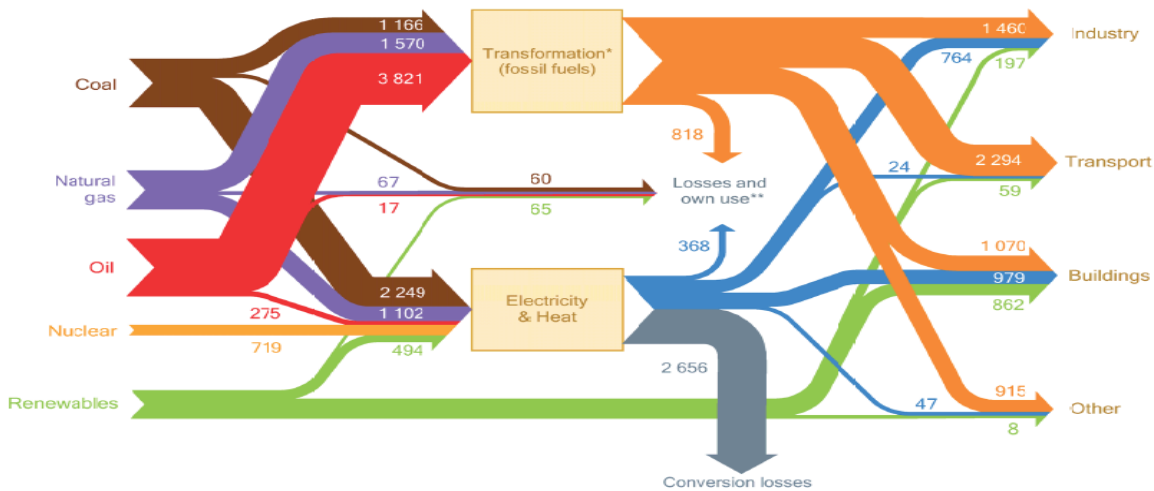 1 166
1 570
3 821
Transformation*
(fossil fuels)
1 460
Industry
764
197
Coal
818
Natural
gas
67
17
60
65
Losses and
own use**
24
2 294
Transport
59
Oil
368
1 070
979
Buildings
862
2 249
1 102
275
Electricity
& Heat
Nuclear
719
494
2 656
Renewables
915
47
Other
8
Conversion losses